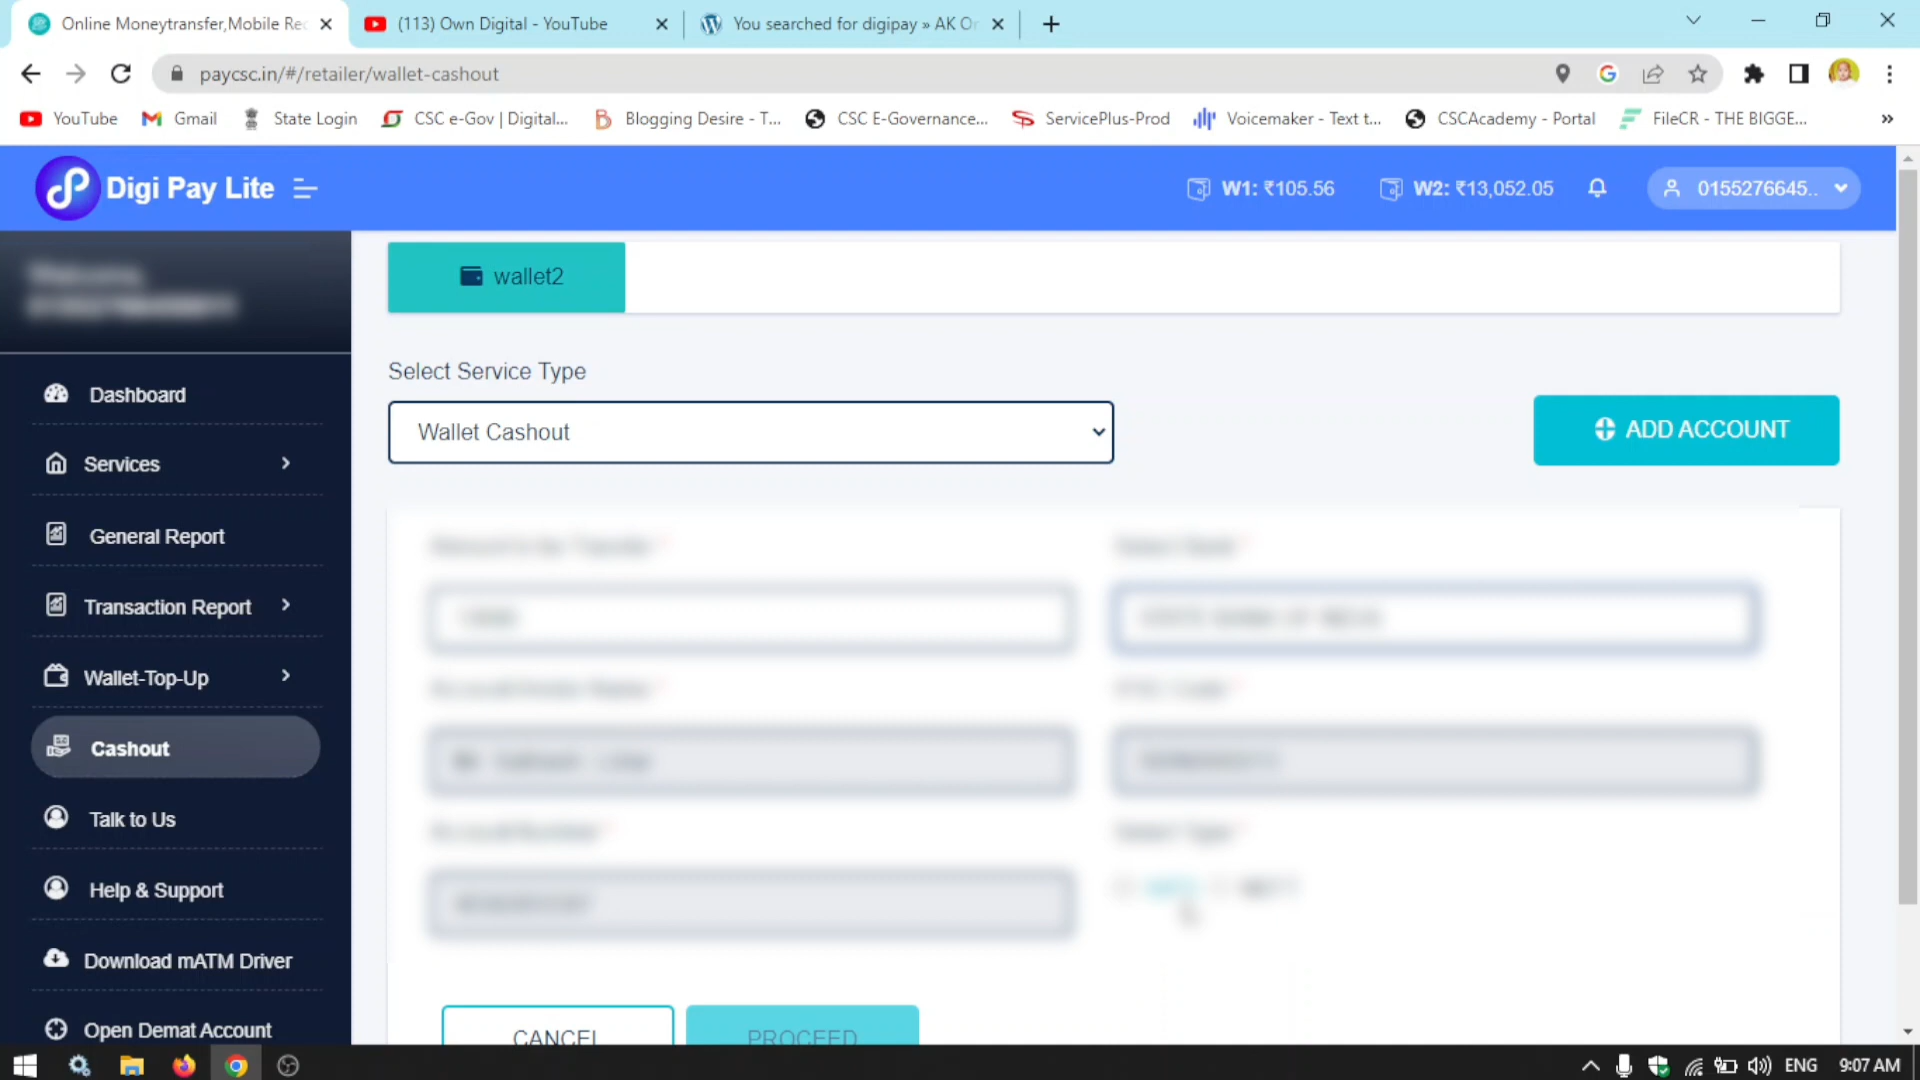 Online Moneytransfer,Mobile Rec
(113) Own Digital - YouTube
You searched for digipay » AK On
paycsc.in/#/retailer/wallet-cashout
YouTube
Gmail
State Login
CSC e-Gov | Digital...
Blogging Desire - T...
CSC E-Governance...
ServicePlus-Prod
Voicemaker - Text t...
CSCAcademy - Portal
FileCR - THE BIGGE...
»
Digi Pay Lite
W1: ₹105.56
W2: ₹13,052.05
0155276645..
wallet2
Select Service Type
Wallet Cashout
ADD ACCOUNT
Dashboard
Services
General Report
Transaction Report
Wallet-Top-Up
Cashout
Talk to Us
Help & Support
Download mATM Driver
Open Demat Account
CANCEL
PROCEED
ENG
9:07 AM